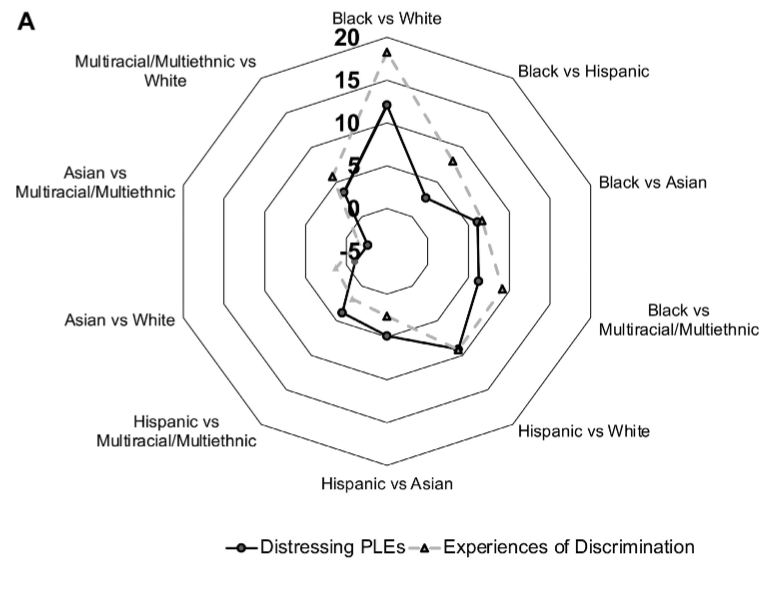 A
Black vs White
20
Multiracial/Multiethnic vs
White
Black vs Hispanic
15
10
5
Asian vs
Multiracial/Multiethnic
Black vs Asian
0
-5
Asian vs White
Black vs
Multiracial/Multiethnic
Hispanic vs
Multiracial/Multiethnic
Hispanic vs White
Hispanic vs Asian
Distressing PLEs
Experiences of Discrimination